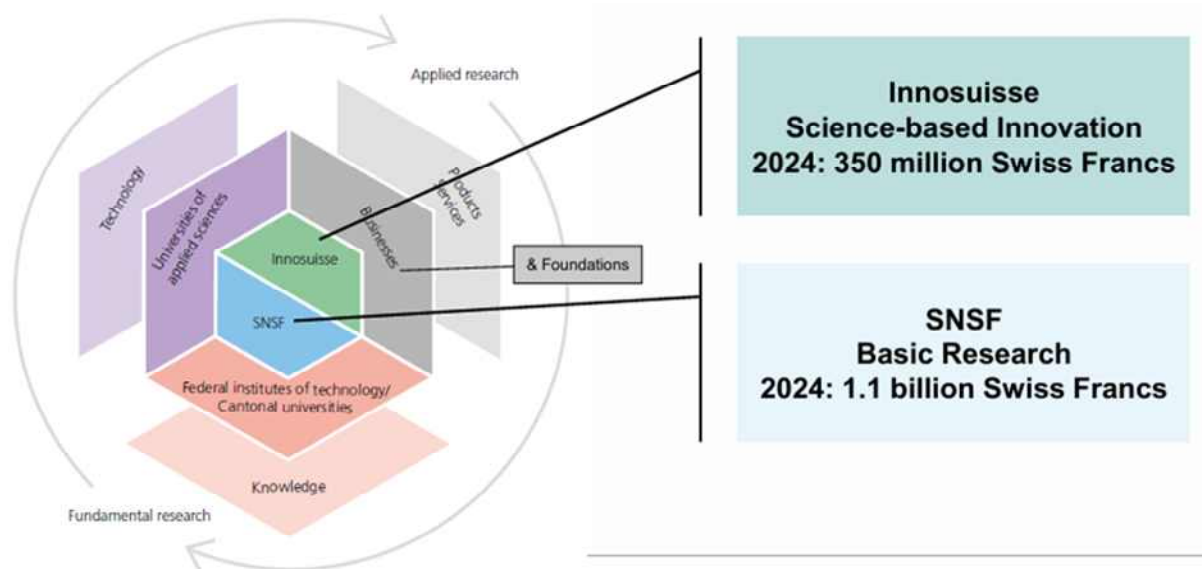 Applied research
Technology
Universities of
applied sciences
Innosuisse
SNSF
Businesses
Products
Services
& Foundations
Federal institutes of technology/
Cantonal universities
Knowledge
Fundamental research
Innosuisse
Science-based Innovation
2024: 350 million Swiss Francs
SNSF
Basic Research
2024: 1.1 billion Swiss Francs